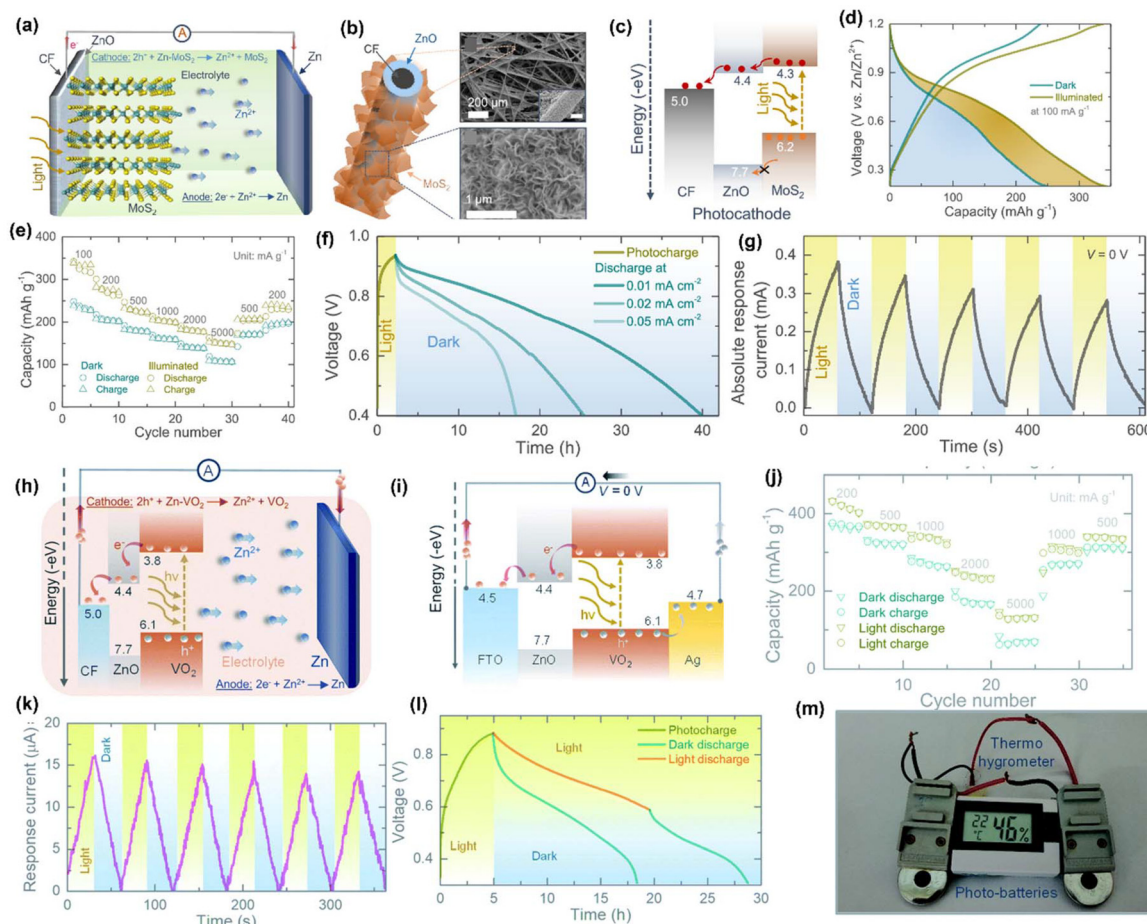 (a)
A
e⁻
ZnO
CF
Zn
Cathode: 2h⁺ + Zn-MoS₂ → Zn²⁺ + MoS₂
Electrolyte
Zn²⁺
Light
MoS₂
Anode: 2e⁻ + Zn²⁺ → Zn
(b)
ZnO
CF
MoS₂
200 μm
1 μm
(c)
Energy (-eV)
5.0
4.4
4.3
Light
6.2
7.7
CF
ZnO
MoS₂
Photocathode
(d)
Voltage (V vs. Zn/Zn²⁺)
1.2
0.9
0.6
0.3
Dark
Illuminated
at 100 mA g⁻¹
0 100 200 300
Capacity (mAh g⁻¹)
(e)
Capacity (mAh g⁻¹)
400
350
300
250
200
150
100
Unit: mA g⁻¹
100
200
500
1000
2000
5000
500
200
Dark Illuminated
Discharge Discharge
Charge Charge
0 10 20 30 40
Cycle number
(f)
Voltage (V)
1.0
0.8
0.6
0.4
Light
Dark
Photocharge
Discharge at
0.01 mA cm⁻²
0.02 mA cm⁻²
0.05 mA cm⁻²
0 10 20 30 40
Time (h)
(g)
Absolute response
current (mA)
0.4
0.3
0.2
0.1
0.0
Light
Dark
V = 0 V
0 200 400 600
Time (s)
(h)
A
Cathode: 2h⁺ + Zn-VO₂ → Zn²⁺ + VO₂
Energy (-eV)
e⁻
3.8
4.4
5.0
hν
6.1
h⁺
7.7
CF
ZnO
VO₂
Zn²⁺
Electrolyte
Zn
Anode: 2e⁻ + Zn²⁺ → Zn
(i)
A
V = 0 V
Energy (-eV)
e⁻
3.8
4.5
4.4
4.7
hν
6.1
h⁺
7.7
FTO
ZnO
VO₂
Ag
(j)
Capacity (mAh g⁻¹)
400
200
0
Unit: mA g⁻¹
200
500
1000
2000
5000
500
Dark discharge
Dark charge
Light discharge
Light charge
10 20 30
Cycle number
(k)
Response current (μA)
20
15
10
5
0
Light
Dark
0 100 200 300
Time (s)
(l)
Voltage (V)
0.8
0.6
0.4
Light
Light
Dark
Photocharge
Dark discharge
Light discharge
0 5 10 15 20 25 30
Time (h)
(m)
Thermo
hygrometer
22
℃
46%
Photo-batteries